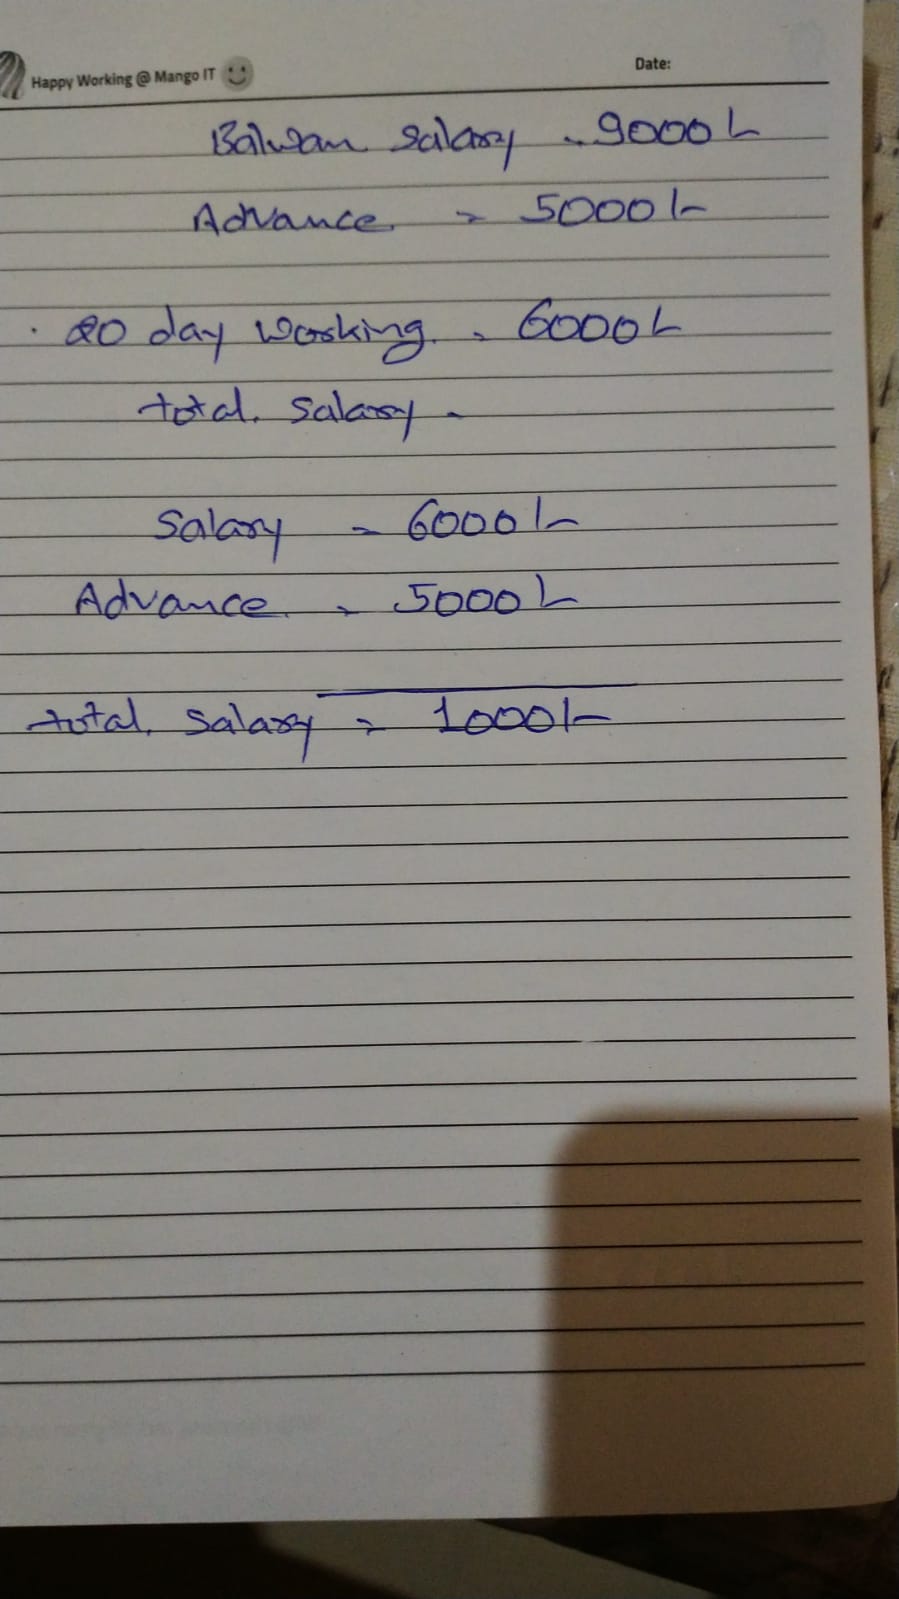 Happy Working @ Mango IT
Date:
Balwan Salary - 9000/-
Advance = 5000/-
20 day working = 6000/-
total. Salary -
Salary = 6000/-
Advance = 5000/-
total. Salary = 1000/-